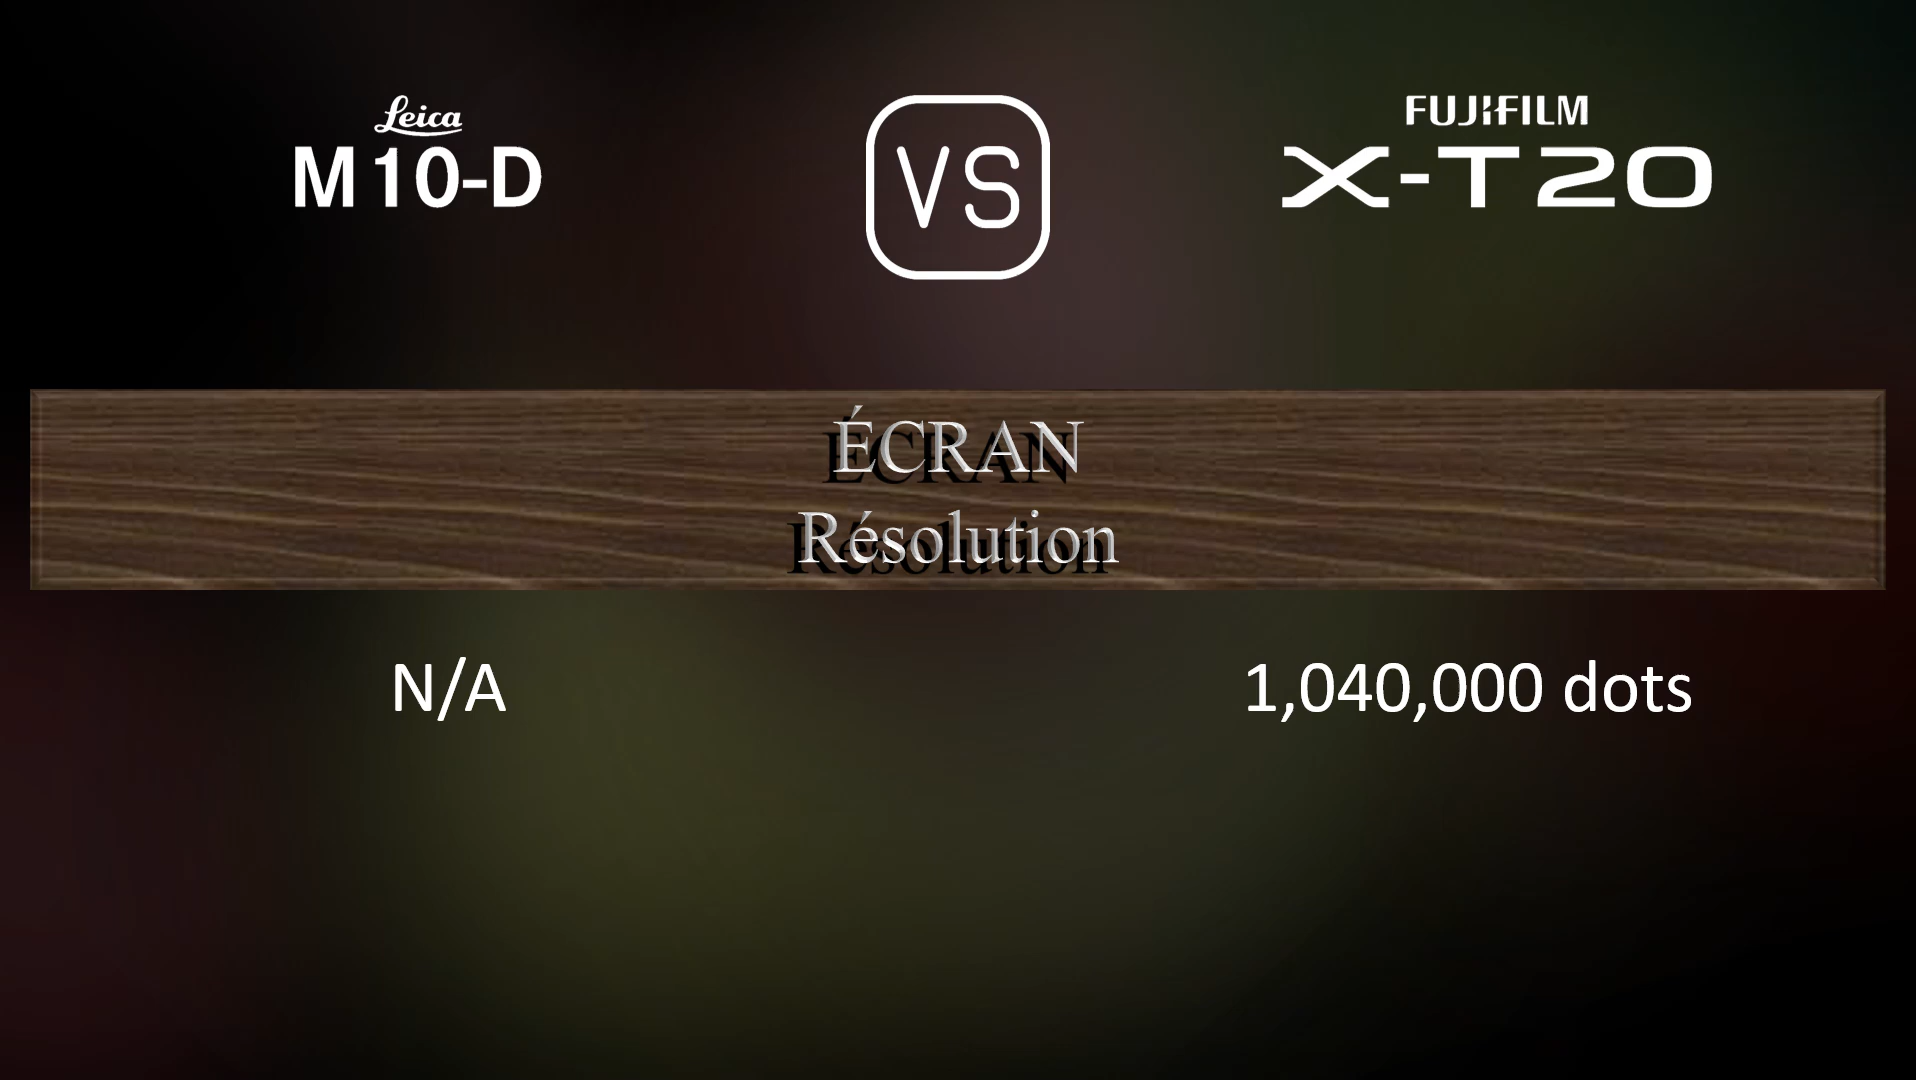 Leica
M10-D
VS
FUJIFILM
X-T20
ÉCRAN
Résolution
N/A
1,040,000 dots